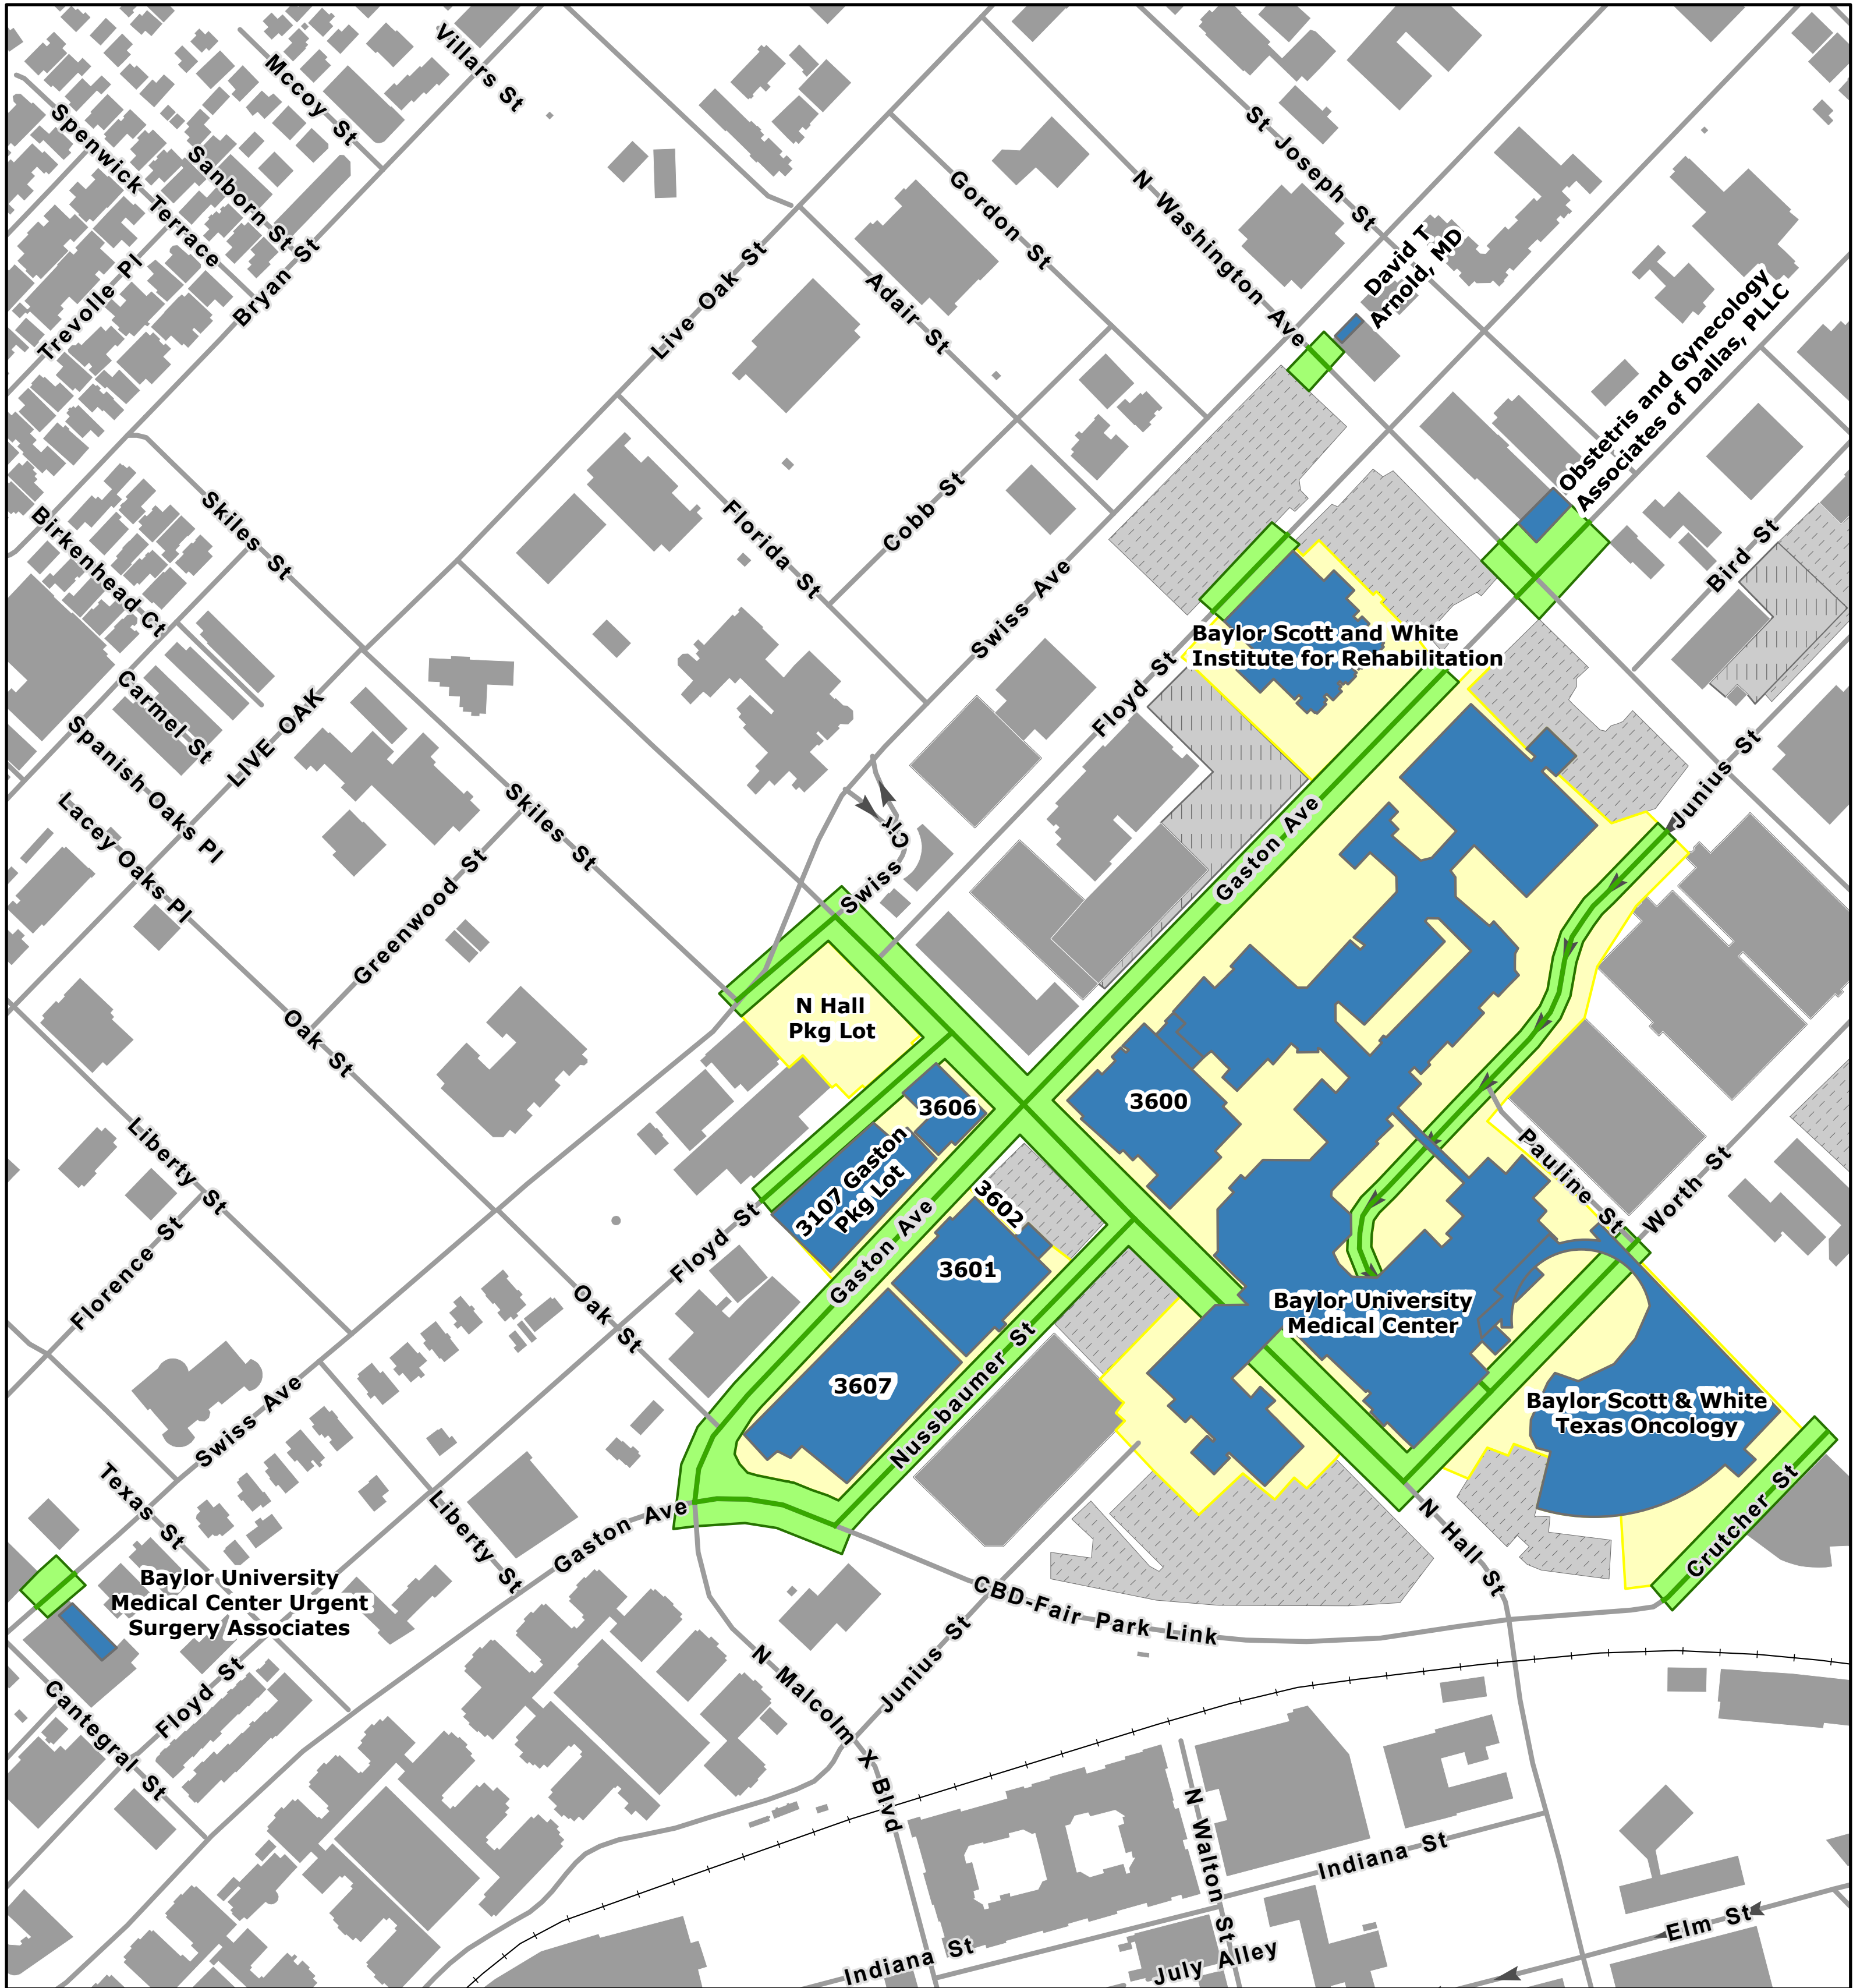 Villars St
Mccoy St
Spenwick Terrace
Sanborn St
Trevolle Pl
Bryan St
Live Oak St
Gordon St
Adair St
N Washington Ave
St Joseph St
David T
Arnold, MD
Obstetris and Gynecology
Associates of Dallas, PLLC
Skiles St
Birkenhead Ct
Florida St
Cobb St
Swiss Ave
Bird St
Baylor Scott and White
Institute for Rehabilitation
Floyd St
Carmel St
LIVE OAK
Spanish Oaks Pl
Lacey Oaks Pl
Skiles St
Greenwood St
Swiss Cir
Gaston Ave
Junius St
N Hall
Pkg Lot
Oak St
3606
3600
3107 Gaston
Pkg Lot
3602
Pauline St
Worth St
Liberty St
Florence St
Floyd St
Gaston Ave
3601
Oak St
Baylor University
Medical Center
3607
Nussbaumer St
Baylor Scott & White
Texas Oncology
Swiss Ave
Texas St
Liberty St
Gaston Ave
N Hall St
Crutcher St
Baylor University
Medical Center Urgent
Surgery Associates
CBD-Fair Park Link
Floyd St
Cantegral St
N Malcolm X Blvd
Junius St
N Walton St
Indiana St
Elm St
Indiana St
July Alley